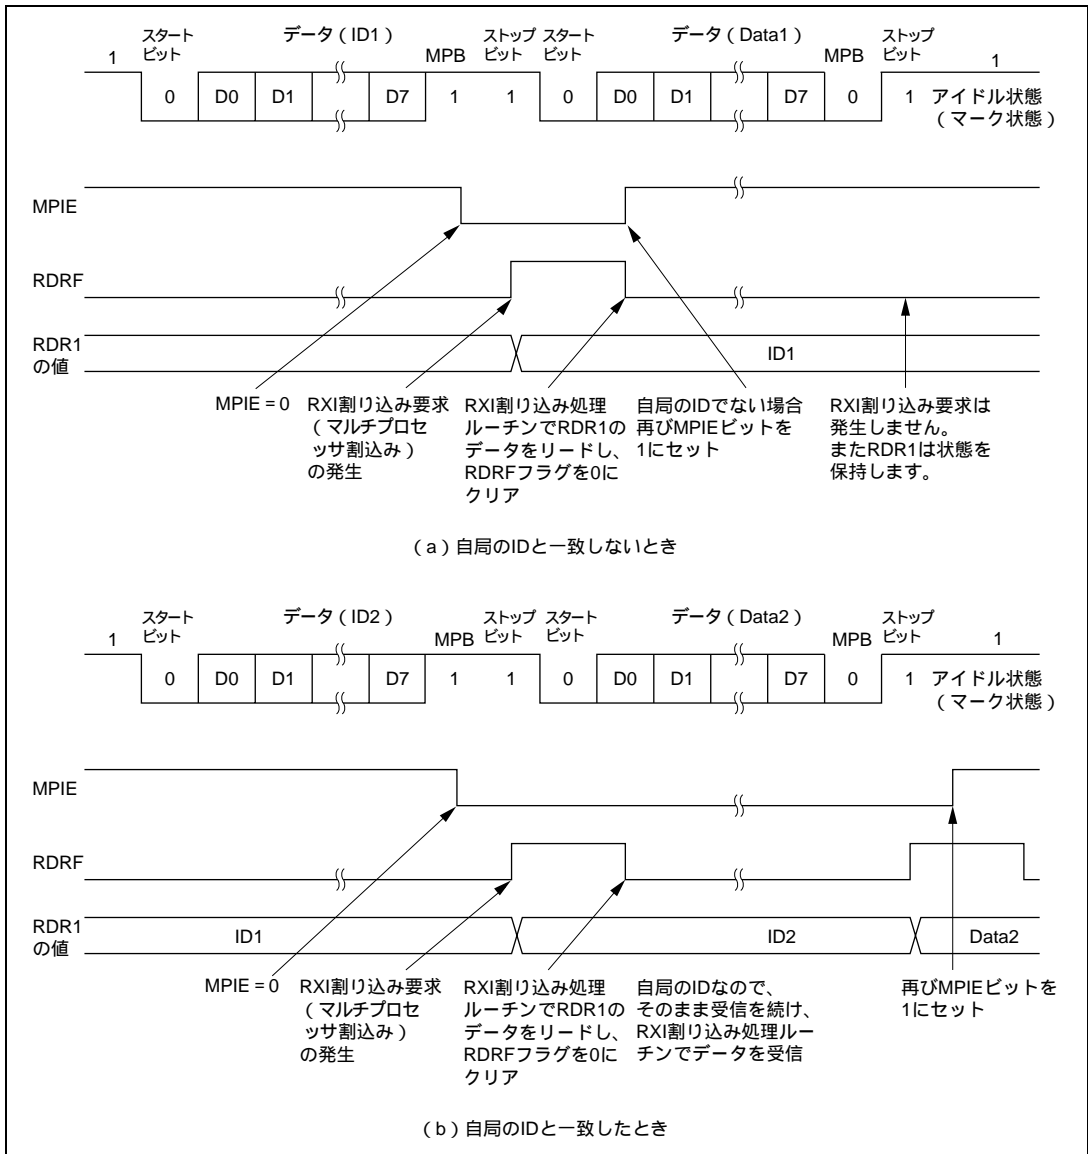 スタート
ビット
データ（ID1）
ストップ
ビット
スタート
ビット
データ（Data1）
ストップ
ビット
1 MPB MPB 1
0 D0 D1 D7 1 1 0 D0 D1 D7 0 1 アイドル状態
（マーク状態）
MPIE
RDRF
RDR1
の値
ID1
MPIE = 0
RXI割り込み要求
（マルチプロセ
ッサ割込み）
の発生
RXI割り込み処理
ルーチンでRDR1の
データをリードし、
RDRFフラグを0に
クリア
自局のIDでない場合
再びMPIEビットを
1にセット
RXI割り込み要求は
発生しません。
またRDR1は状態を
保持します。
（a）自局のIDと一致しないとき
スタート
ビット
データ（ID2）
ストップ
ビット
スタート
ビット
データ（Data2）
ストップ
ビット
1 MPB MPB 1
0 D0 D1 D7 1 1 0 D0 D1 D7 0 1 アイドル状態
（マーク状態）
MPIE
RDRF
RDR1
の値
ID1 ID2 Data2
MPIE = 0
RXI割り込み要求
（マルチプロセ
ッサ割込み）
の発生
RXI割り込み処理
ルーチンでRDR1の
データをリードし、
RDRFフラグを0に
クリア
自局のIDなので、
そのまま受信を続け、
RXI割り込み処理ルー
チンでデータを受信
再びMPIEビットを
1にセット
（b）自局のIDと一致したとき